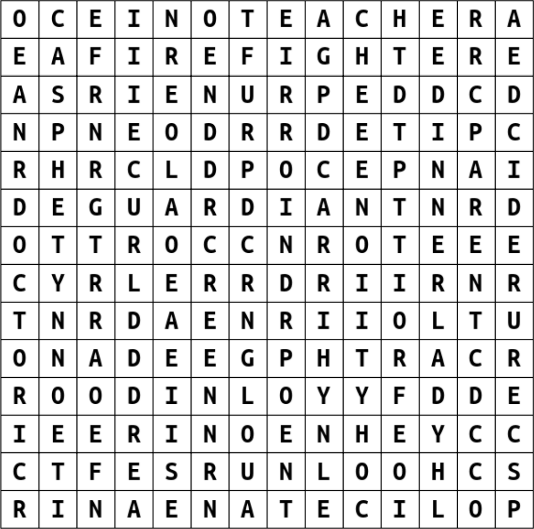 O C E I N O T E A C H E R A
E A F I R E F I G H T E R E
A S R I E N U R P E D D C D
N P N E O D R R D E T I P C
R H R C L D P O C E P N A I
D E G U A R D I A N T N R D
O T T R O C C N R O T E E E
C Y R L E R R D R I I R N R
T N R D A E N R I I O L T U
O N A D E E G P H T R A C R
R O O D I N L O Y Y F D D E
I E E R I N O E N H E Y C C
C T F E S R U N L O O H C S
R I N A E N A T E C I L O P